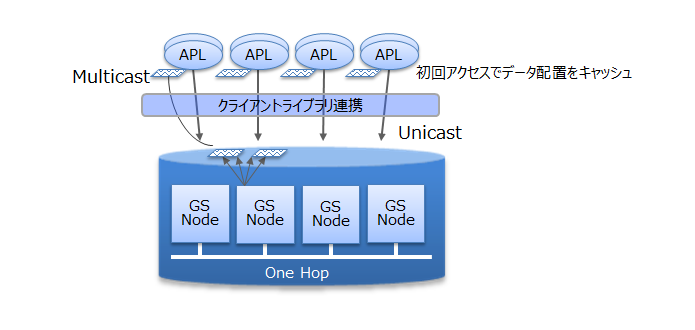 APL APL APL APL
Multicast
初回アクセスでデータ配置をキャッシュ
クライアントライブラリ連携
Unicast
GS Node
GS Node
GS Node
GS Node
One Hop